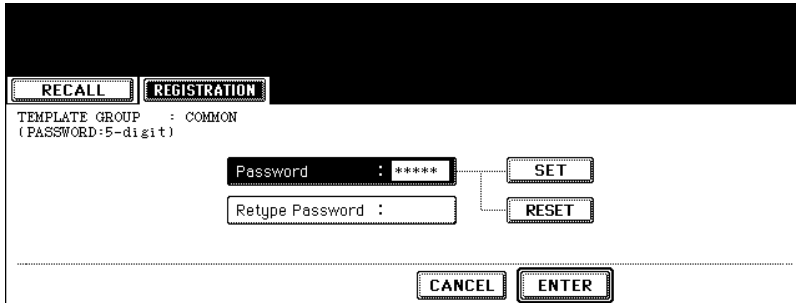 RECALL REGISTRATION
TEMPLATE GROUP : COMMON
(PASSWORD:5-digit)
Password : ***** SET
Retype Password : RESET
CANCEL ENTER